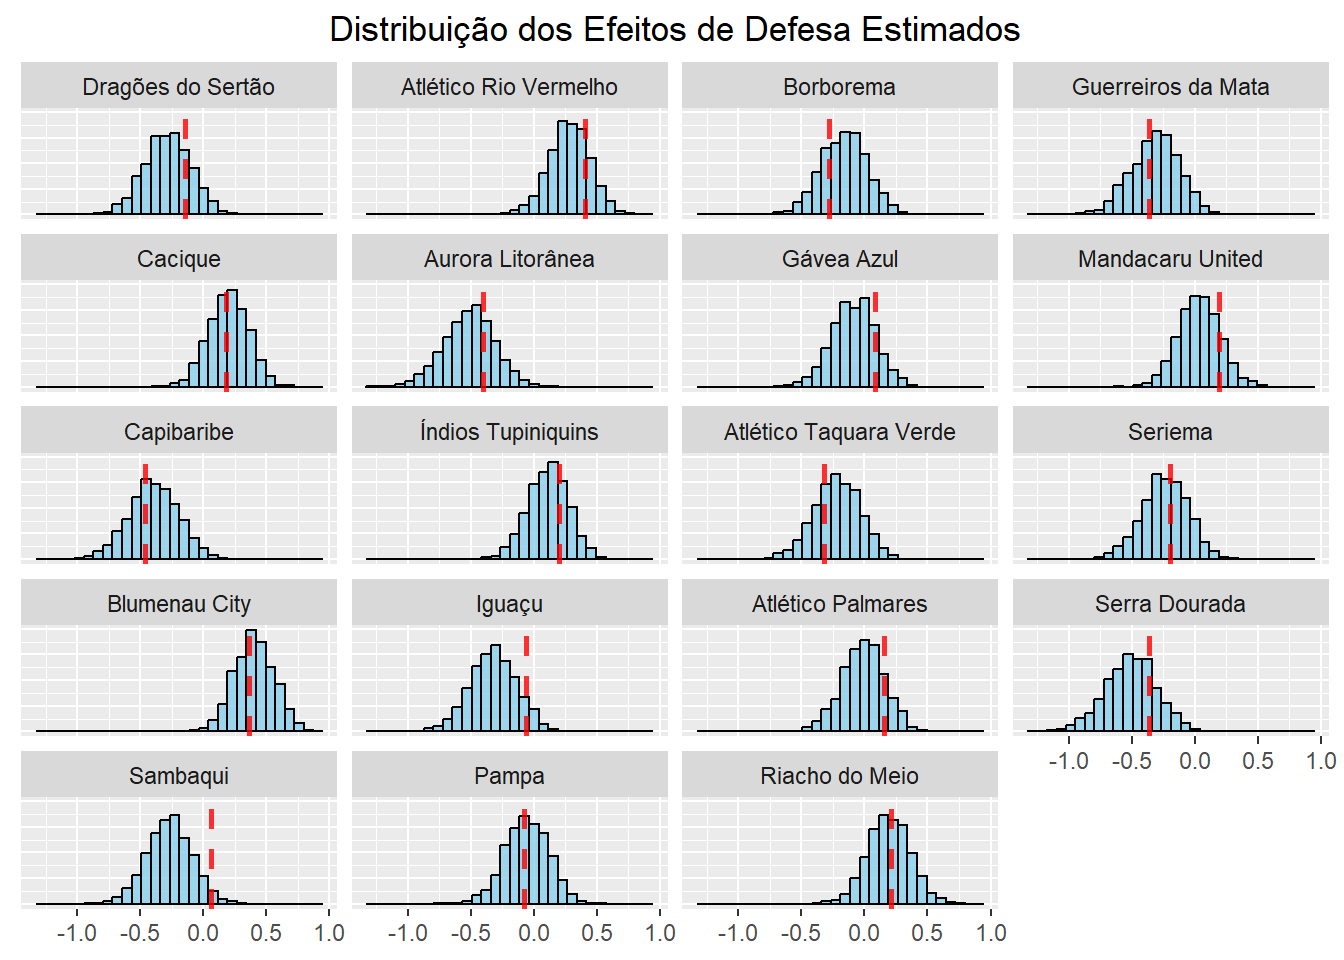 Distribuição dos Efeitos de Defesa Estimados
Dragões do Sertão
Atlético Rio Vermelho
Borborema
Guerreiros da Mata
Cacique
Aurora Litorânea
Gávea Azul
Mandacaru United
Capibaribe
Índios Tupiniquins
Atlético Taquara Verde
Seriema
Blumenau City
Iguaçu
Atlético Palmares
Serra Dourada
-1.0 -0.5 0.0 0.5 1.0
Sambaqui
Pampa
Riacho do Meio
-1.0 -0.5 0.0 0.5 1.0
-1.0 -0.5 0.0 0.5 1.0
-1.0 -0.5 0.0 0.5 1.0